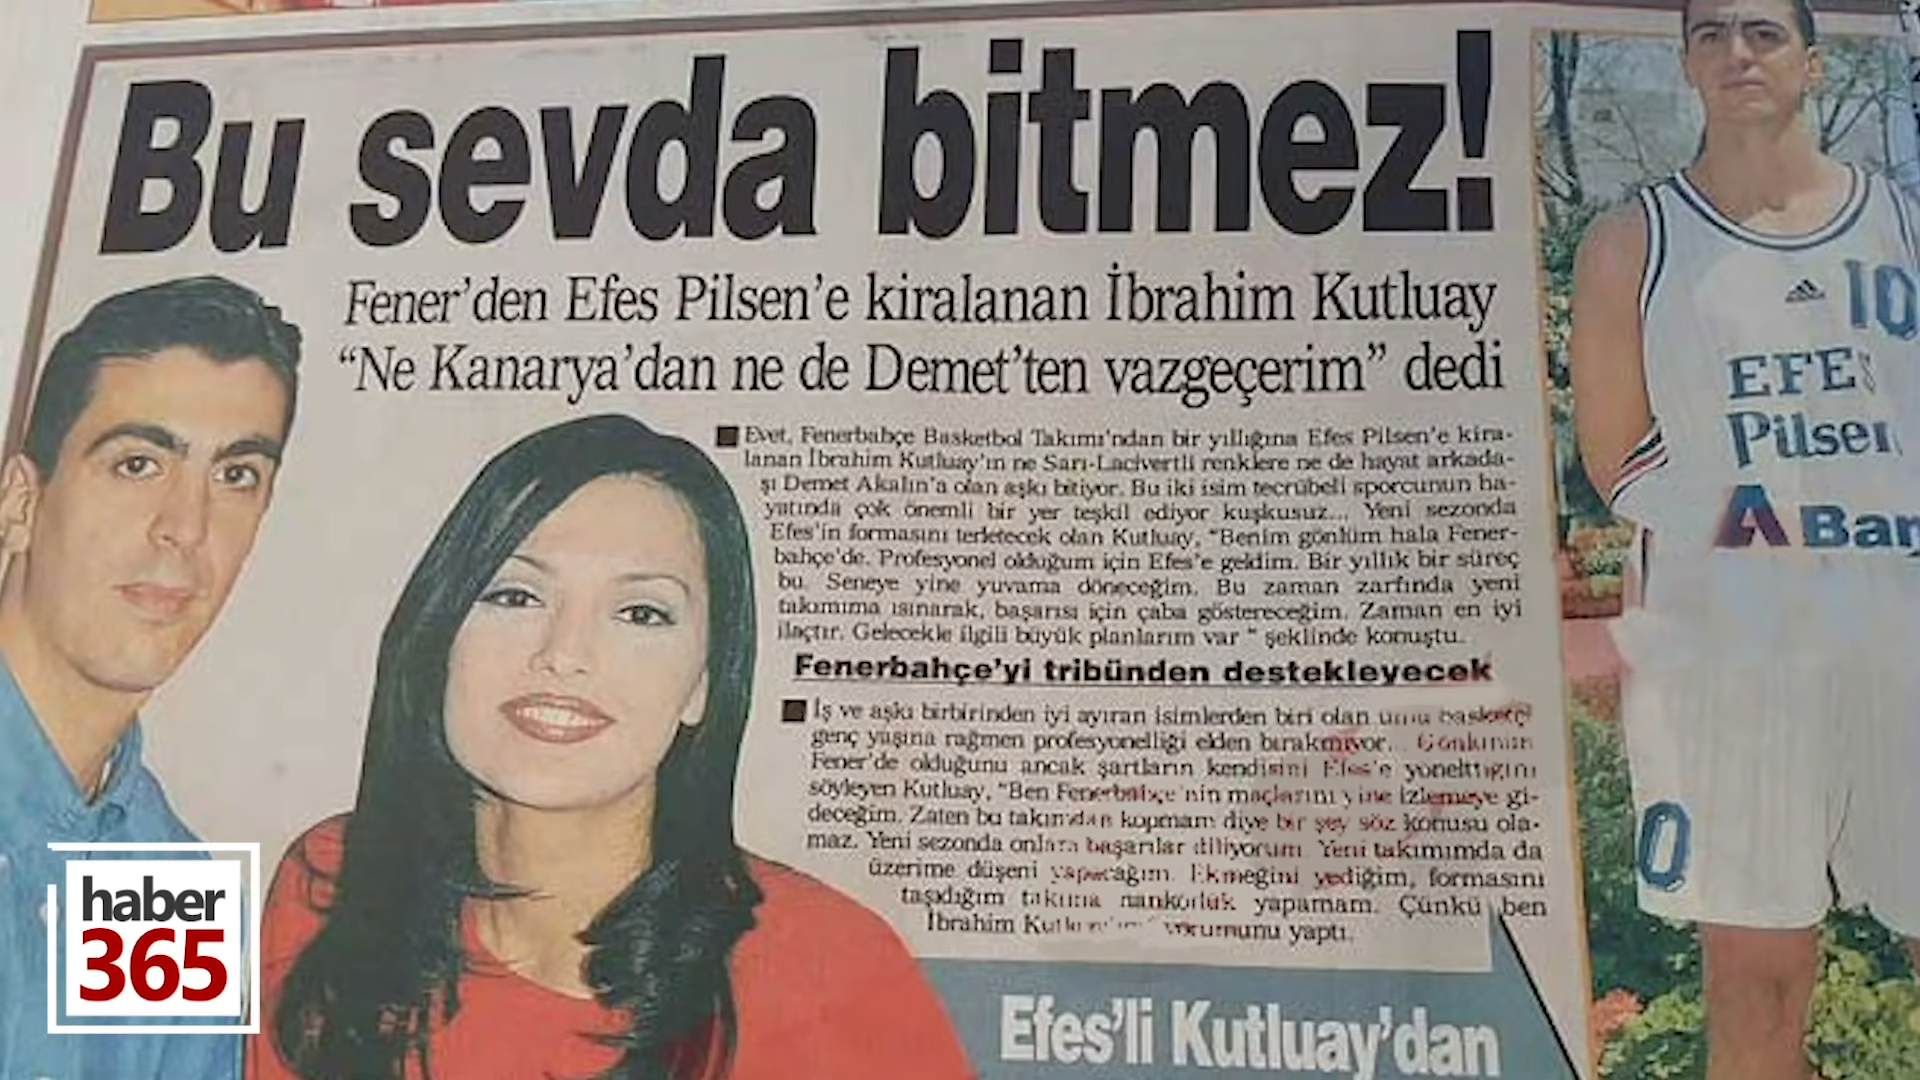 Bu sevda bitmez!
Fener'den Efes Pilsen'e kiralanan İbrahim Kutluay
“Ne Kanarya'dan ne de Demet'ten vazgeçerim” dedi
Evet, Fenerbahçe Basketbol Takımı'ndan bir yıllığına Efes Pilsen'e kira-
lanan İbrahim Kutluay'ın ne Sarı-Lacivertli renklere ne de hayat arkada-
şı Demet Akalın'a olan aşkı bitiyor. Bu iki isim tecrübeli sporcunun ha-
yatında çok önemli bir yer teşkil ediyor kuşkusuz... Yeni sezonda
Efes'in formasını terletecek olan Kutluay, “Benim gönlüm hala Fener-
bahçe'de. Profesyonel olduğum için Efes'e geldim. Bir yıllık bir süreç
bu. Seneye yine yuvama döneceğim. Bu zaman zarfında yeni
takımıma ısınarak, başarısı için çaba göstereceğim. Zaman en iyi
ilaçtır. Gelecekle ilgili büyük planlarım var ” şeklinde konuştu.
Fenerbahçe'yi tribünden destekleyecek
İş ve aşkı birbirinden iyi ayıran isimlerden biri olan ünlü basketçi
genç yaşına rağmen profesyonelliği elden bırakmıyor... Gönlünün
Fener'de olduğunu ancak şartların kendisini Efes'e yönelttiğini
söyleyen Kutluay, “Ben Fenerbahçe'nin maçlarını yine izlemeye gi-
deceğim. Zaten bu takımdan kopmam diye bir şey söz konusu ola-
maz. Yeni sezonda onlara başarılar diliyorum. Yeni takımımda da
üzerime düşeni yapacağım. Ekmeğini yediğim, formasını
taşıdığım takıma nankörlük yapamam. Çünkü ben
İbrahim yorumunu yaptı.
Efes'li Kutluay'dan
10
EFES
Pilsen
0
haber
365